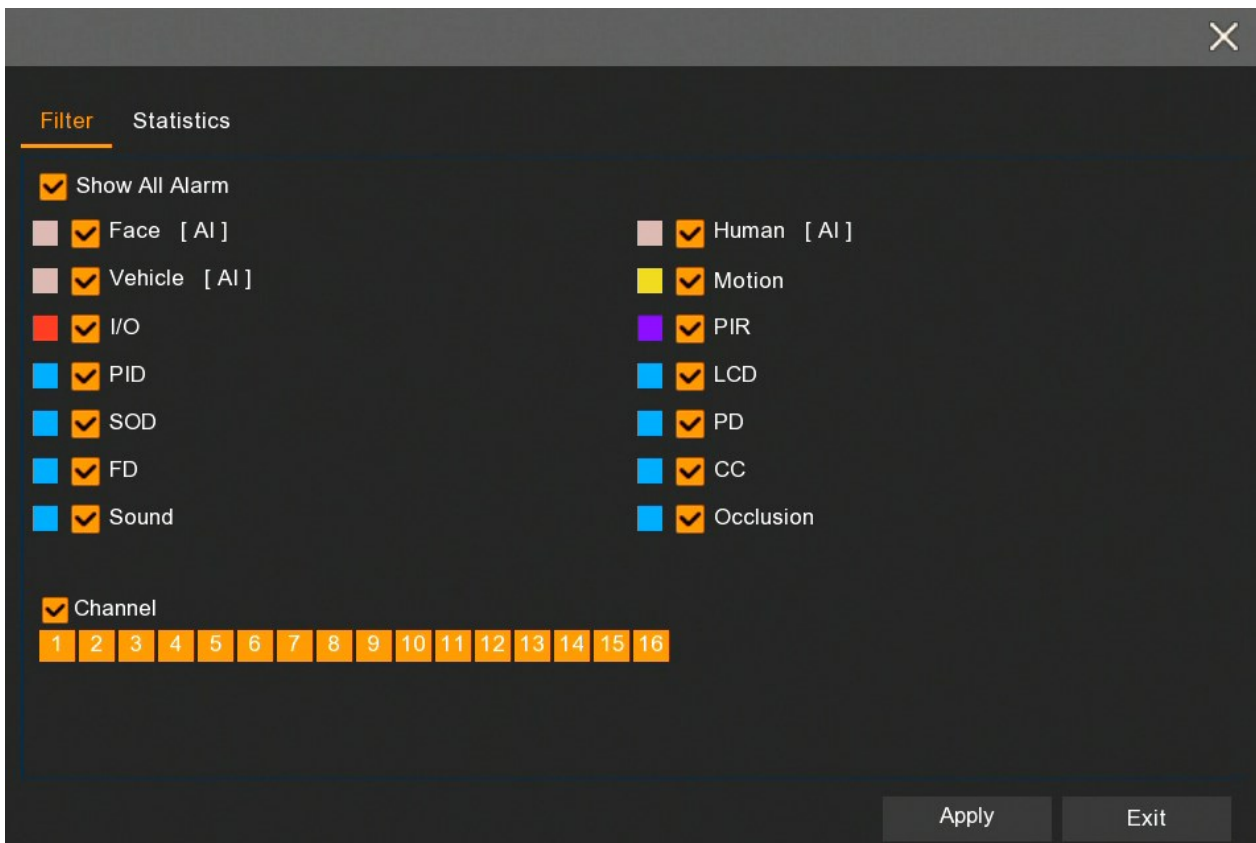 Filter Statistics
Show All Alarm
Face [ AI ] Human [ AI ]
Vehicle [ AI ] Motion
I/O PIR
PID LCD
SOD PD
FD CC
Sound Occlusion
Channel
1 2 3 4 5 6 7 8 9 10 11 12 13 14 15 16
Apply Exit